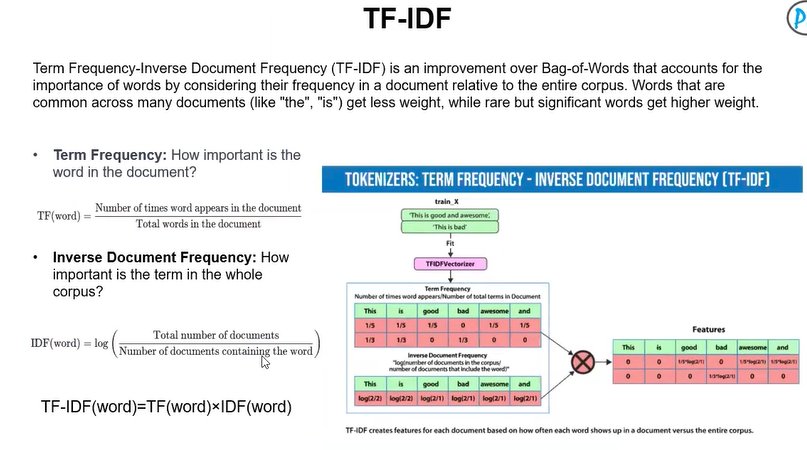 TF-IDF
Term Frequency-Inverse Document Frequency (TF-IDF) is an improvement over Bag-of-Words that accounts for the
importance of words by considering their frequency in a document relative to the entire corpus. Words that are
common across many documents (like "the", "is") get less weight, while rare but significant words get higher weight.
• Term Frequency: How important is the
word in the document?
TF(word) = Number of times word appears in the document
Total words in the document
• Inverse Document Frequency: How
important is the term in the whole
corpus?
IDF(word) = log ( Total number of documents
Number of documents containing the word )
TF-IDF(word)=TF(word)×IDF(word)
TOKENIZERS: TERM FREQUENCY - INVERSE DOCUMENT FREQUENCY (TF-IDF)
train_X
'This is good and awesome',
'This is bad'
Fit
TFIDFVectorizer
Term Frequency
Number of times word appears/Number of total terms in Document
This is good bad awesome and
1/5 1/5 1/5 0 1/5 1/5
1/3 1/3 0 1/3 0 0
Inverse Document Frequency
"log(number of documents in the corpus/
number of documents that include the word)"
This is good bad awesome and
log(2/2) log(2/2) log(2/1) log(2/1) log(2/1) log(2/1)
Features
This is good bad awesome and
0 0 1/5*log(2/1) 0 1/5*log(2/1) 1/5*log(2/1)
0 0 0 1/3*log(2/1) 0 0
TF-IDF creates features for each document based on how often each word shows up in a document versus the entire corpus.